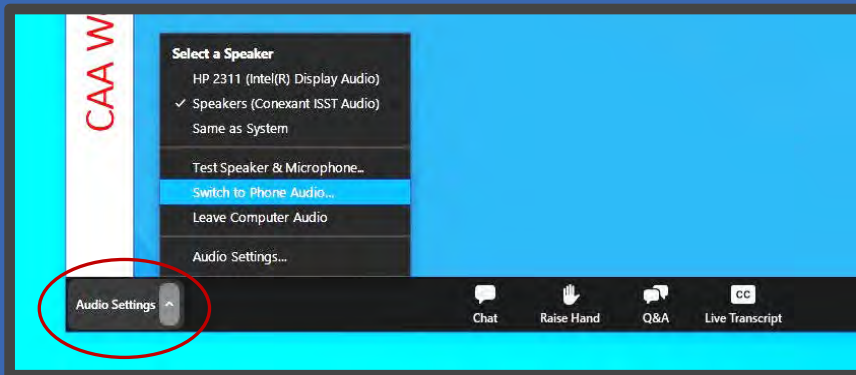 CAA W
Select a Speaker
HP 2311 (Intel(R) Display Audio)
✓ Speakers (Conexant ISST Audio)
Same as System
Test Speaker & Microphone...
Switch to Phone Audio...
Leave Computer Audio
Audio Settings...
Audio Settings
Chat
Raise Hand
Q&A
CC
Live Transcript